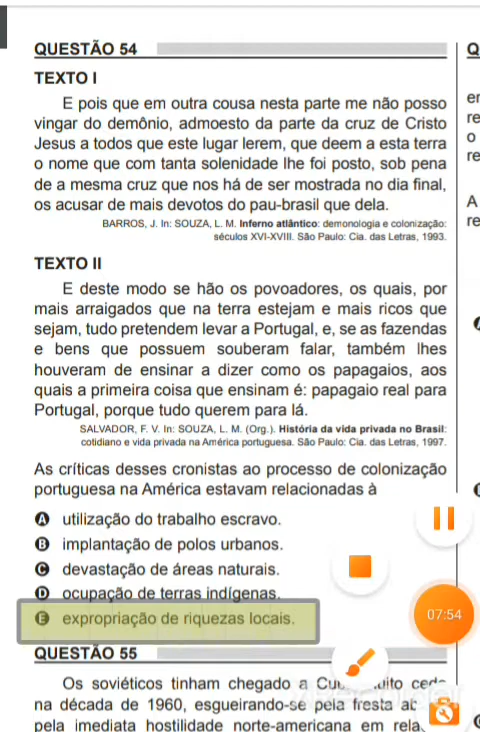 QUESTÃO 54
TEXTO I
E pois que em outra cousa nesta parte me não posso
vingar do demônio, admoesto da parte da cruz de Cristo
Jesus a todos que este lugar lerem, que deem a esta terra
o nome que com tanta solenidade lhe foi posto, sob pena
de a mesma cruz que nos há de ser mostrada no dia final,
os acusar de mais devotos do pau-brasil que dela.
BARROS, J. In: SOUZA, L. M. Inferno atlântico: demonologia e colonização:
séculos XVI-XVIII. São Paulo: Cia. das Letras, 1993.
TEXTO II
E deste modo se hão os povoadores, os quais, por
mais arraigados que na terra estejam e mais ricos que
sejam, tudo pretendem levar a Portugal, e, se as fazendas
e bens que possuem souberam falar, também lhes
houveram de ensinar a dizer como os papagaios, aos
quais a primeira coisa que ensinam é: papagaio real para
Portugal, porque tudo querem para lá.
SALVADOR, F. V. In: SOUZA, L. M. (Org.). História da vida privada no Brasil:
cotidiano e vida privada na América portuguesa. São Paulo: Cia. das Letras, 1997.
As críticas desses cronistas ao processo de colonização
portuguesa na América estavam relacionadas à
A utilização do trabalho escravo.
B implantação de polos urbanos.
C devastação de áreas naturais.
D ocupação de terras indígenas.
E expropriação de riquezas locais.
07:54
QUESTÃO 55
Os soviéticos tinham chegado a
na década de 1960, esgueirando-se pela fresta
pela imediata hostilidade norte-americana em
Q
er
re
o
re
A
re